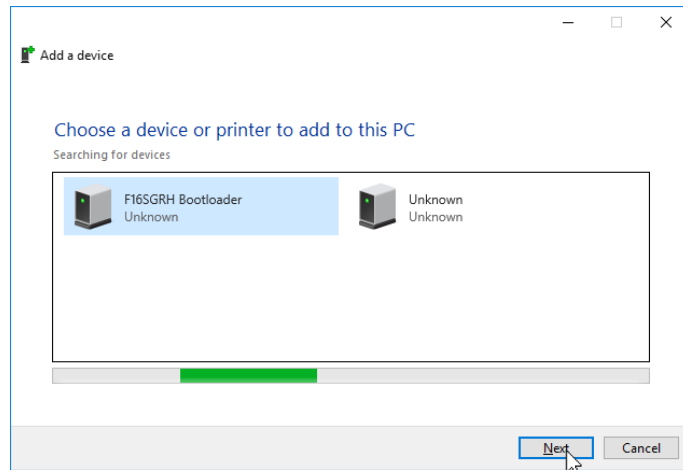 Add a device
Choose a device or printer to add to this PC
Searching for devices
F16SGRH Bootloader
Unknown
Unknown
Unknown
Next
Cancel